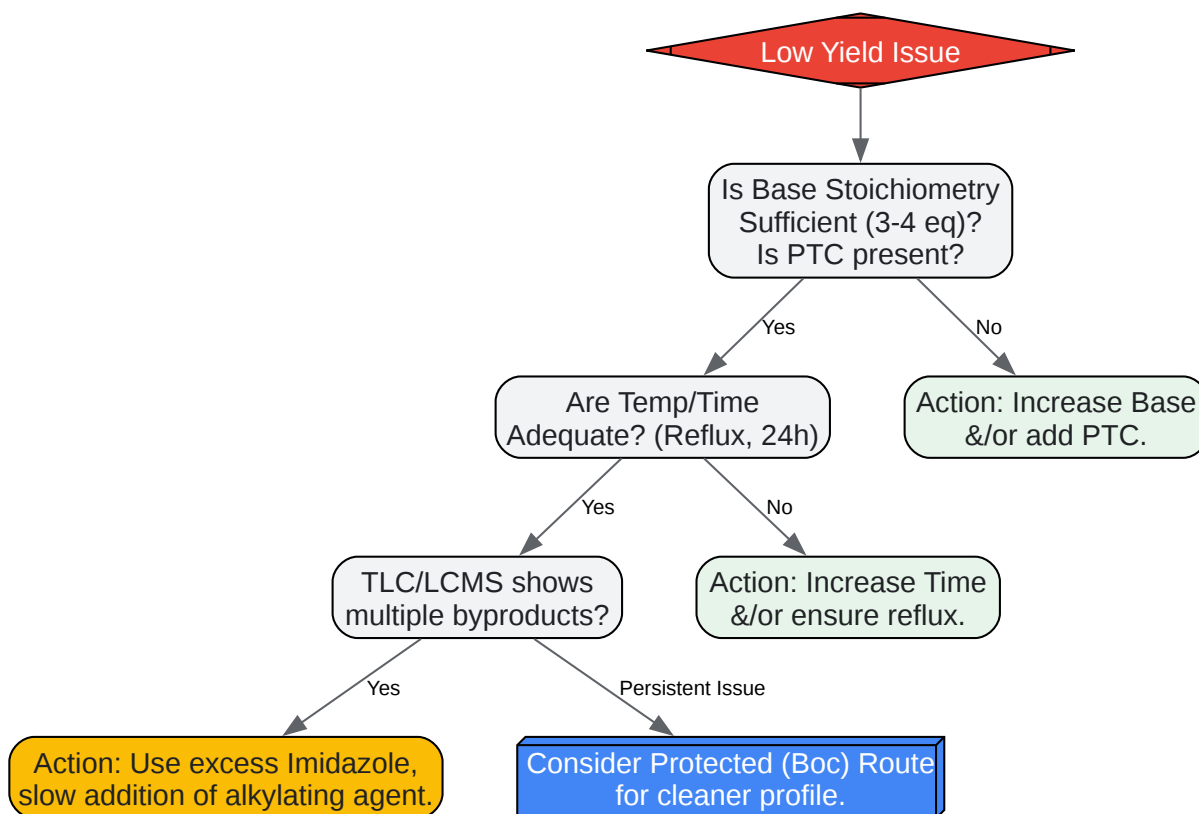 Low Yield Issue
Is Base Stoichiometry
Sufficient (3-4 eq)?
Is PTC present?
Yes
No
Are Temp/Time
Adequate? (Reflux, 24h)
Action: Increase Base
&/or add PTC.
Yes
No
TLC/LCMS shows
multiple byproducts?
Action: Increase Time
&/or ensure reflux.
Yes
Persistent Issue
Action: Use excess Imidazole,
slow addition of alkylating agent.
Consider Protected (Boc) Route
for cleaner profile.